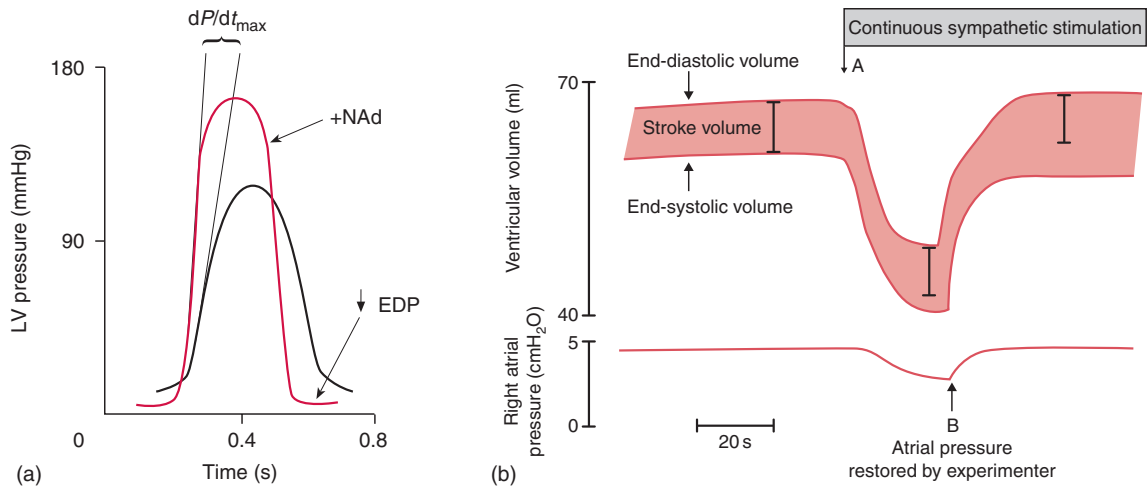 dP/dtmax
180
+NAd
LV pressure (mmHg)
90
EDP
0
0.4
0.8
Time (s)
(a)
Continuous sympathetic stimulation
A
70
End-diastolic volume
Stroke volume
Ventricular volume (ml)
End-systolic volume
40
5
Right atrial
pressure (cmH₂O)
0
20 s
B
Atrial pressure
restored by experimenter
(b)